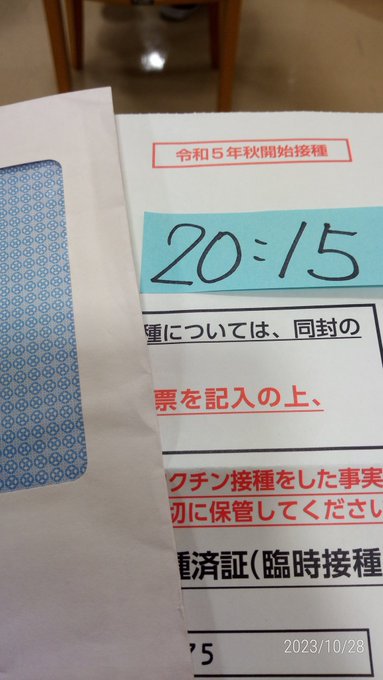 令和5年秋開始接種
20:15
種については、同封の
票を記入の上、
クチン接種をした事実
切に保管してください
種済証(臨時接種
75
2023/10/28